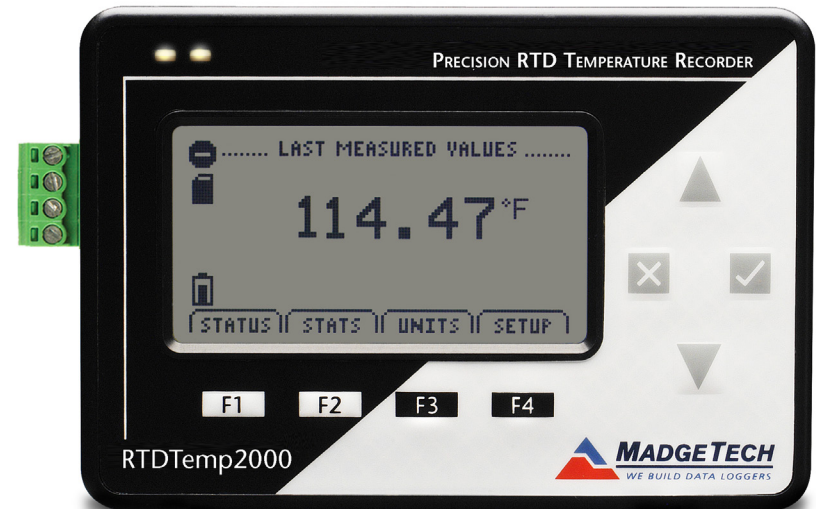 PRECISION RTD TEMPERATURE RECORDER
........ LAST MEASURED VALUES ........
114.47°F
STATUS STATS UNITS SETUP
F1 F2 F3 F4
RTDTemp2000
MADGETECH
WE BUILD DATA LOGGERS